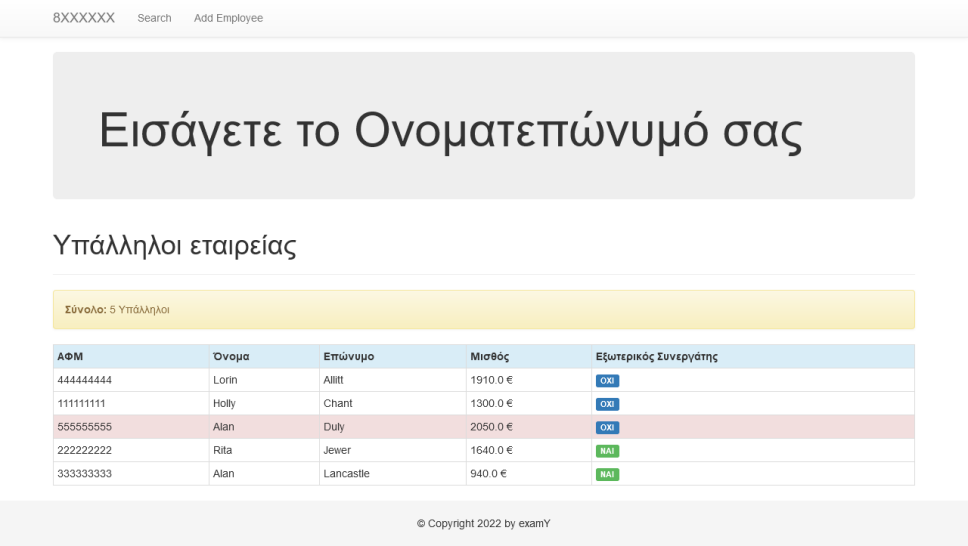 8XXXXXX Search Add Employee
Εισάγετε το Ονοματεπώνυμό σας
Υπάλληλοι εταιρείας
Σύνολο: 5 Υπάλληλοι
ΑΦΜ Όνομα Επώνυμο Μισθός Εξωτερικός Συνεργάτης
444444444 Lorin Allitt 1910.0 € ΟΧΙ
111111111 Holly Chant 1300.0 € ΟΧΙ
555555555 Alan Duly 2050.0 € ΟΧΙ
222222222 Rita Jewer 1640.0 € ΝΑΙ
333333333 Alan Lancastle 940.0 € ΝΑΙ
© Copyright 2022 by examY